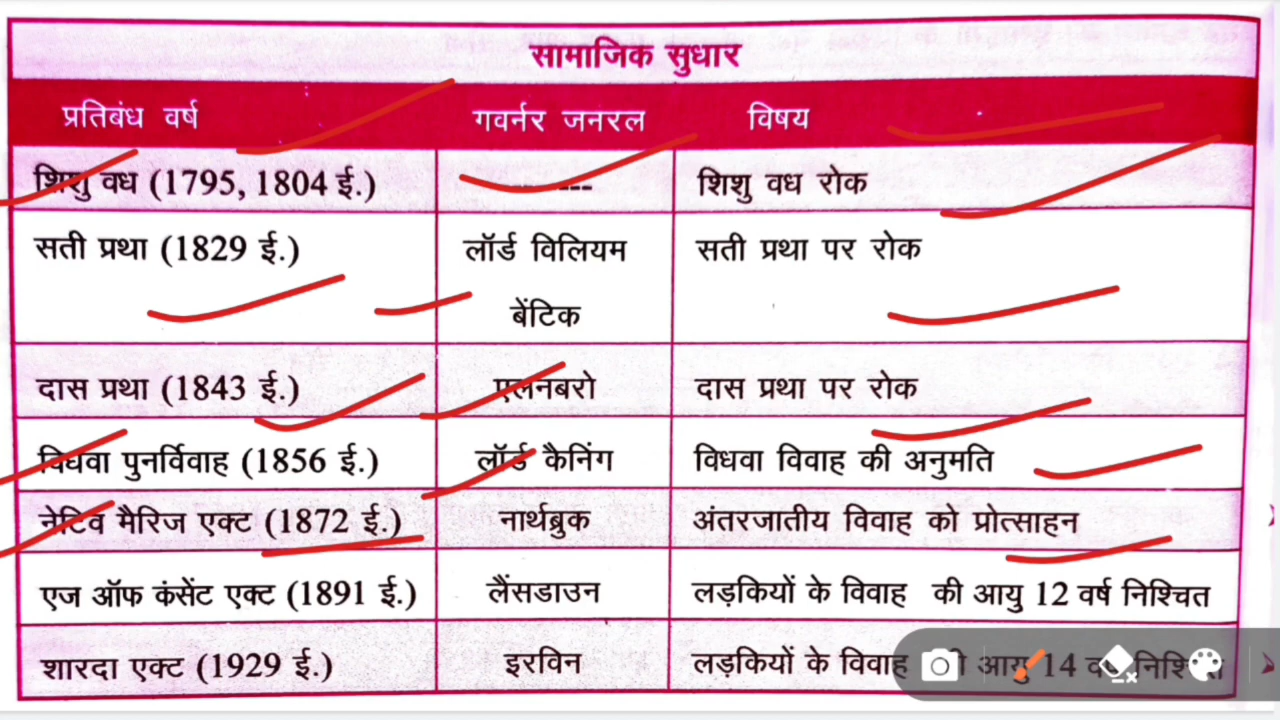 सामाजिक सुधार
प्रतिबंध वर्ष गवर्नर जनरल विषय
शिशु वध (1795, 1804 ई.) ---------- शिशु वध रोक
सती प्रथा (1829 ई.) लॉर्ड विलियम सती प्रथा पर रोक
बेंटिक
दास प्रथा (1843 ई.) एलनबरो दास प्रथा पर रोक
विधवा पुनर्विवाह (1856 ई.) लॉर्ड कैनिंग विधवा विवाह की अनुमति
नेटिव मैरिज एक्ट (1872 ई.) नार्थब्रुक अंतरजातीय विवाह को प्रोत्साहन
एज ऑफ कंसेंट एक्ट (1891 ई.) लैंसडाउन लड़कियों के विवाह की आयु 12 वर्ष निश्चित
शारदा एक्ट (1929 ई.) इरविन लड़कियों के विवाह आयु 14